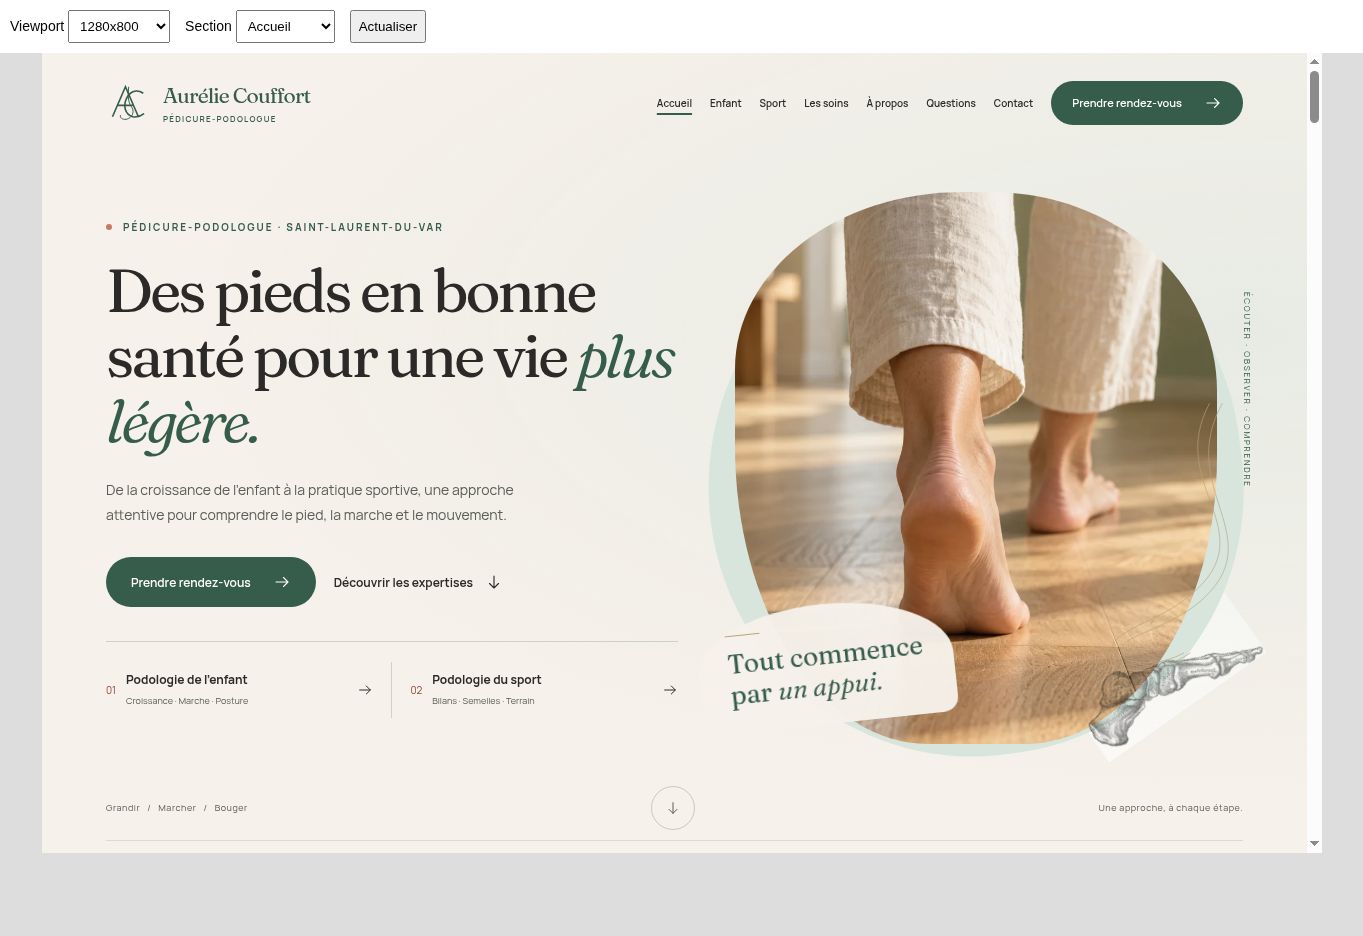 Viewport 1280x800 Section Accueil Actualiser
Aurélie Couffort
PÉDICURE-PODOLOGUE
Accueil Enfant Sport Les soins À propos Questions Contact Prendre rendez-vous
PÉDICURE-PODOLOGUE · SAINT-LAURENT-DU-VAR
Des pieds en bonne
santé pour une vie plus
légère.
De la croissance de l'enfant à la pratique sportive, une approche
attentive pour comprendre le pied, la marche et le mouvement.
Prendre rendez-vous
Découvrir les expertises
01 Podologie de l'enfant
Croissance · Marche · Posture
02 Podologie du sport
Bilans · Semelles · Terrain
ÉCOUTER · OBSERVER · COMPRENDRE
Tout commence
par un appui.
Grandir / Marcher / Bouger
Une approche, à chaque étape.